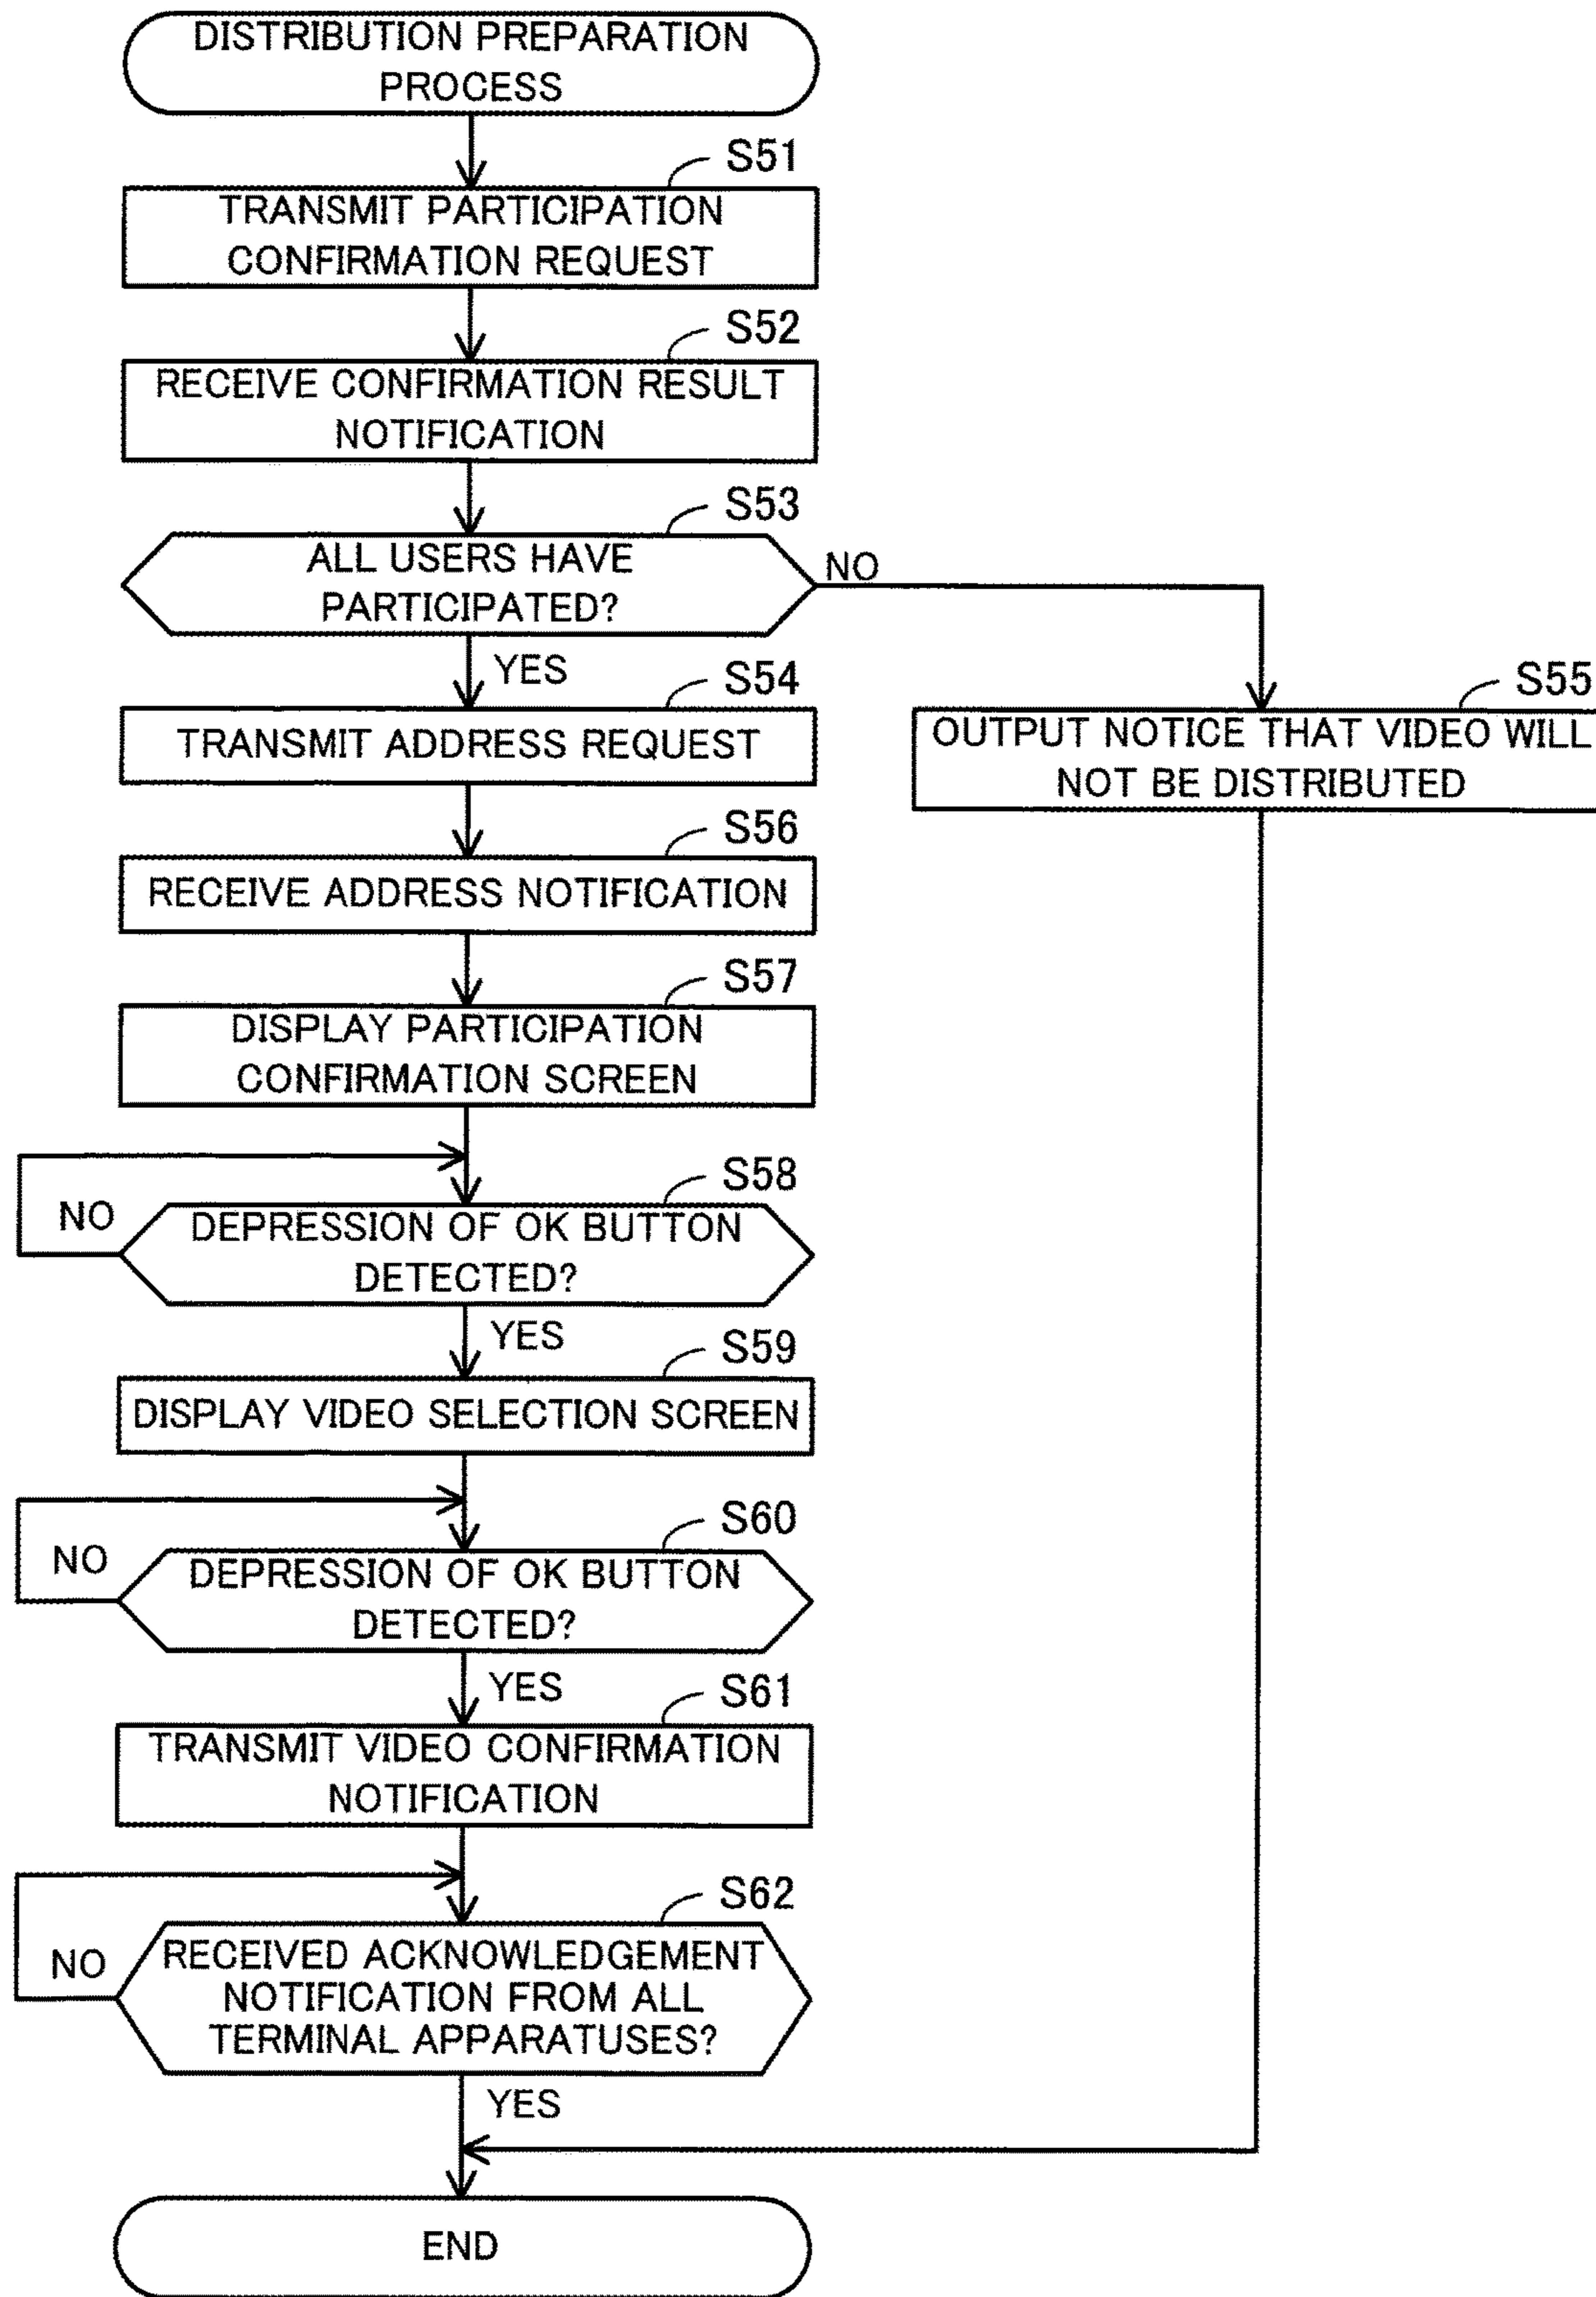 DISTRIBUTION PREPARATION
PROCESS
S51
TRANSMIT PARTICIPATION
CONFIRMATION REQUEST
S52
RECEIVE CONFIRMATION RESULT
NOTIFICATION
S53
ALL USERS HAVE
PARTICIPATED?
NO
YES
S54
TRANSMIT ADDRESS REQUEST
S55
OUTPUT NOTICE THAT VIDEO WILL
NOT BE DISTRIBUTED
S56
RECEIVE ADDRESS NOTIFICATION
S57
DISPLAY PARTICIPATION
CONFIRMATION SCREEN
S58
NO
DEPRESSION OF OK BUTTON
DETECTED?
YES
S59
DISPLAY VIDEO SELECTION SCREEN
S60
NO
DEPRESSION OF OK BUTTON
DETECTED?
YES
S61
TRANSMIT VIDEO CONFIRMATION
NOTIFICATION
S62
NO
RECEIVED ACKNOWLEDGEMENT
NOTIFICATION FROM ALL
TERMINAL APPARATUSES?
YES
END